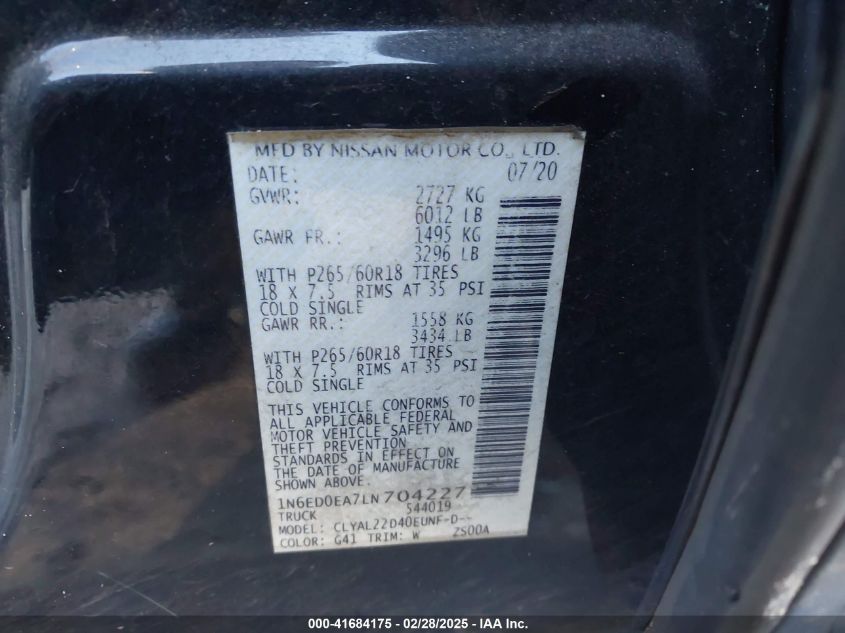 MFD BY NISSAN MOTOR CO., LTD.
DATE: 07/20
GVWR: 2727 KG
6012 LB
GAWR FR.: 1495 KG
3296 LB
WITH P265/60R18 TIRES
18 X 7.5 RIMS AT 35 PSI
COLD SINGLE
GAWR RR.: 1558 KG
3434 LB
WITH P265/60R18 TIRES
18 X 7.5 RIMS AT 35 PSI
COLD SINGLE
THIS VEHICLE CONFORMS TO
ALL APPLICABLE FEDERAL
MOTOR VEHICLE SAFETY AND
THEFT PREVENTION
STANDARDS IN EFFECT ON
THE DATE OF MANUFACTURE
SHOWN ABOVE.
1N6ED0EA7LN704227
TRUCK 544019
MODEL: CLYAL22D40EUNF-D--
COLOR: G41 TRIM: W ZS00A
000-41684175 - 02/28/2025 - IAA Inc.